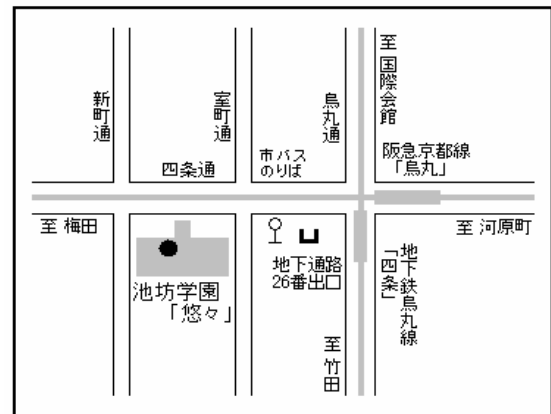 新町通
室町通
烏丸通
至 国際会館
四条通
市バス
のりば
阪急京都線
「烏丸」
至 梅田
至 河原町
池坊学園
「悠々」
地下通路
26番出口
地下鉄烏丸線
「四条」
至 竹田